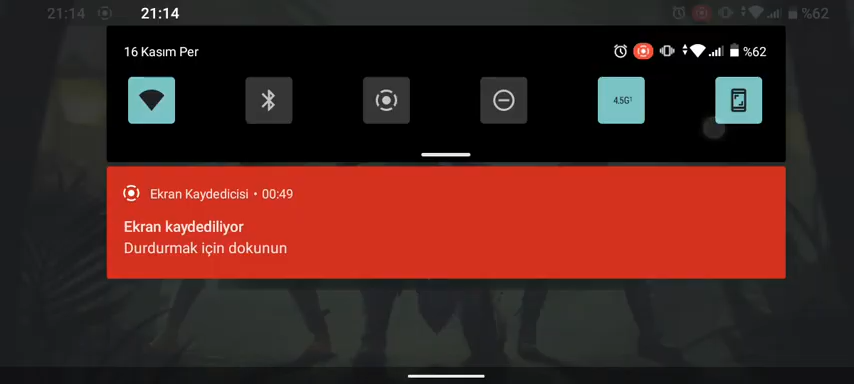 21:14 21:14 %62
16 Kasım Per %62
4.5G
Ekran Kaydedicisi • 00:49
Ekran kaydediliyor
Durdurmak için dokunun